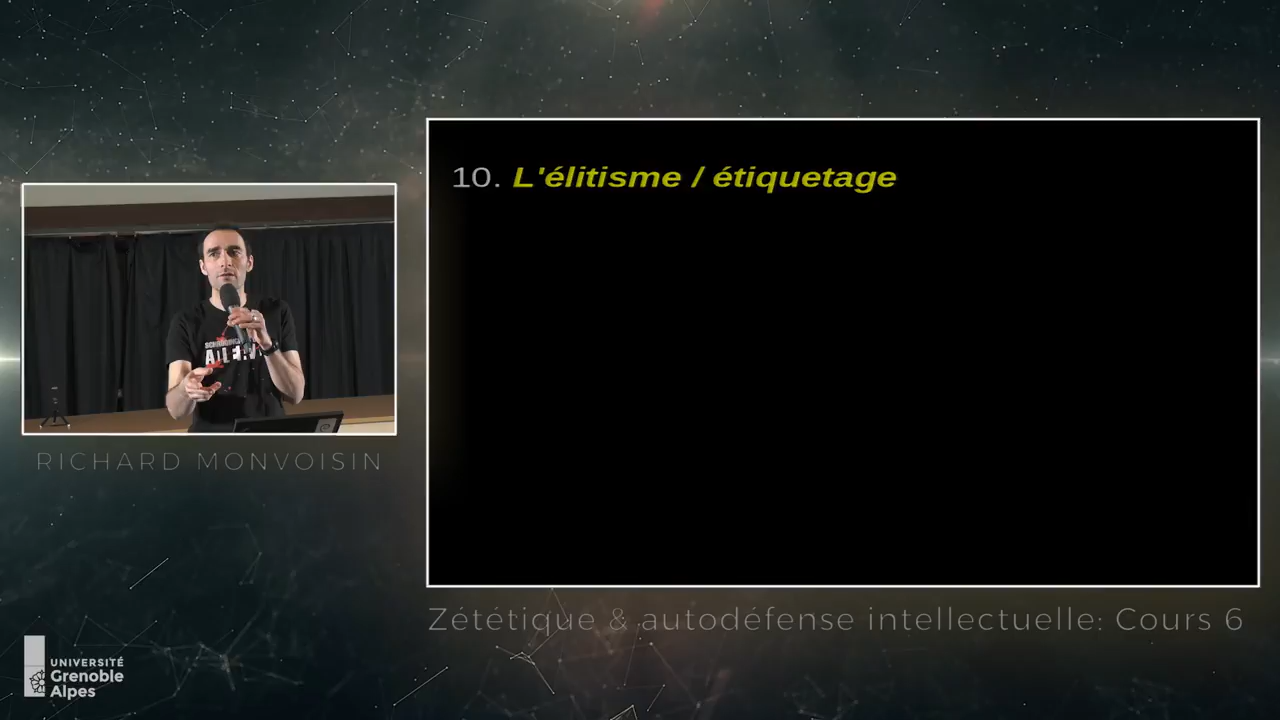 10. L'élitisme / étiquetage
RICHARD MONVOISIN
Zététique & autodéfense intellectuelle: Cours 6
UNIVERSITÉ
Grenoble
Alpes